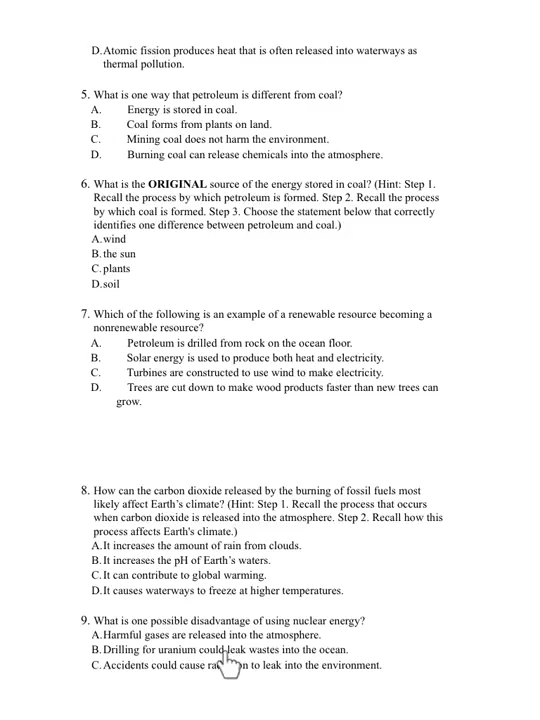 D.Atomic fission produces heat that is often released into waterways as
thermal pollution.
5. What is one way that petroleum is different from coal?
A. Energy is stored in coal.
B. Coal forms from plants on land.
C. Mining coal does not harm the environment.
D. Burning coal can release chemicals into the atmosphere.
6. What is the ORIGINAL source of the energy stored in coal? (Hint: Step 1.
Recall the process by which petroleum is formed. Step 2. Recall the process
by which coal is formed. Step 3. Choose the statement below that correctly
identifies one difference between petroleum and coal.)
A.wind
B.the sun
C.plants
D.soil
7. Which of the following is an example of a renewable resource becoming a
nonrenewable resource?
A. Petroleum is drilled from rock on the ocean floor.
B. Solar energy is used to produce both heat and electricity.
C. Turbines are constructed to use wind to make electricity.
D. Trees are cut down to make wood products faster than new trees can
grow.
8. How can the carbon dioxide released by the burning of fossil fuels most
likely affect Earth’s climate? (Hint: Step 1. Recall the process that occurs
when carbon dioxide is released into the atmosphere. Step 2. Recall how this
process affects Earth's climate.)
A.It increases the amount of rain from clouds.
B.It increases the pH of Earth’s waters.
C.It can contribute to global warming.
D.It causes waterways to freeze at higher temperatures.
9. What is one possible disadvantage of using nuclear energy?
A.Harmful gases are released into the atmosphere.
B.Drilling for uranium could leak wastes into the ocean.
C.Accidents could cause to leak into the environment.